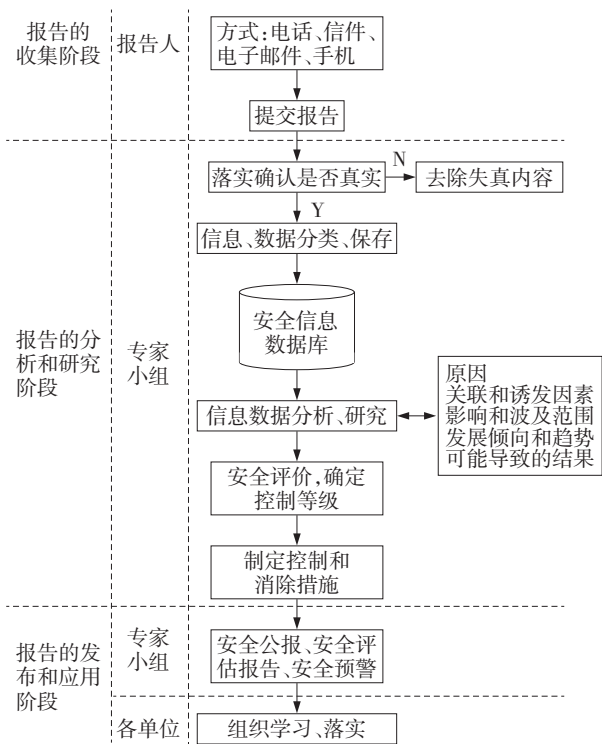 报告的
收集阶段
报告人
方式:电话、信件、
电子邮件、手机
提交报告
落实确认是否真实
N
去除失真内容
Y
信息、数据分类、保存
安全信息
数据库
报告的分
析和研究
阶段
专家
小组
信息数据分析、研究
原因
关联和诱发因素
影响和波及范围
发展倾向和趋势
可能导致的结果
安全评价,确定
控制等级
制定控制和
消除措施
报告的发
布和应用
阶段
专家
小组
安全公报、安全评
估报告、安全预警
各单位
组织学习、落实